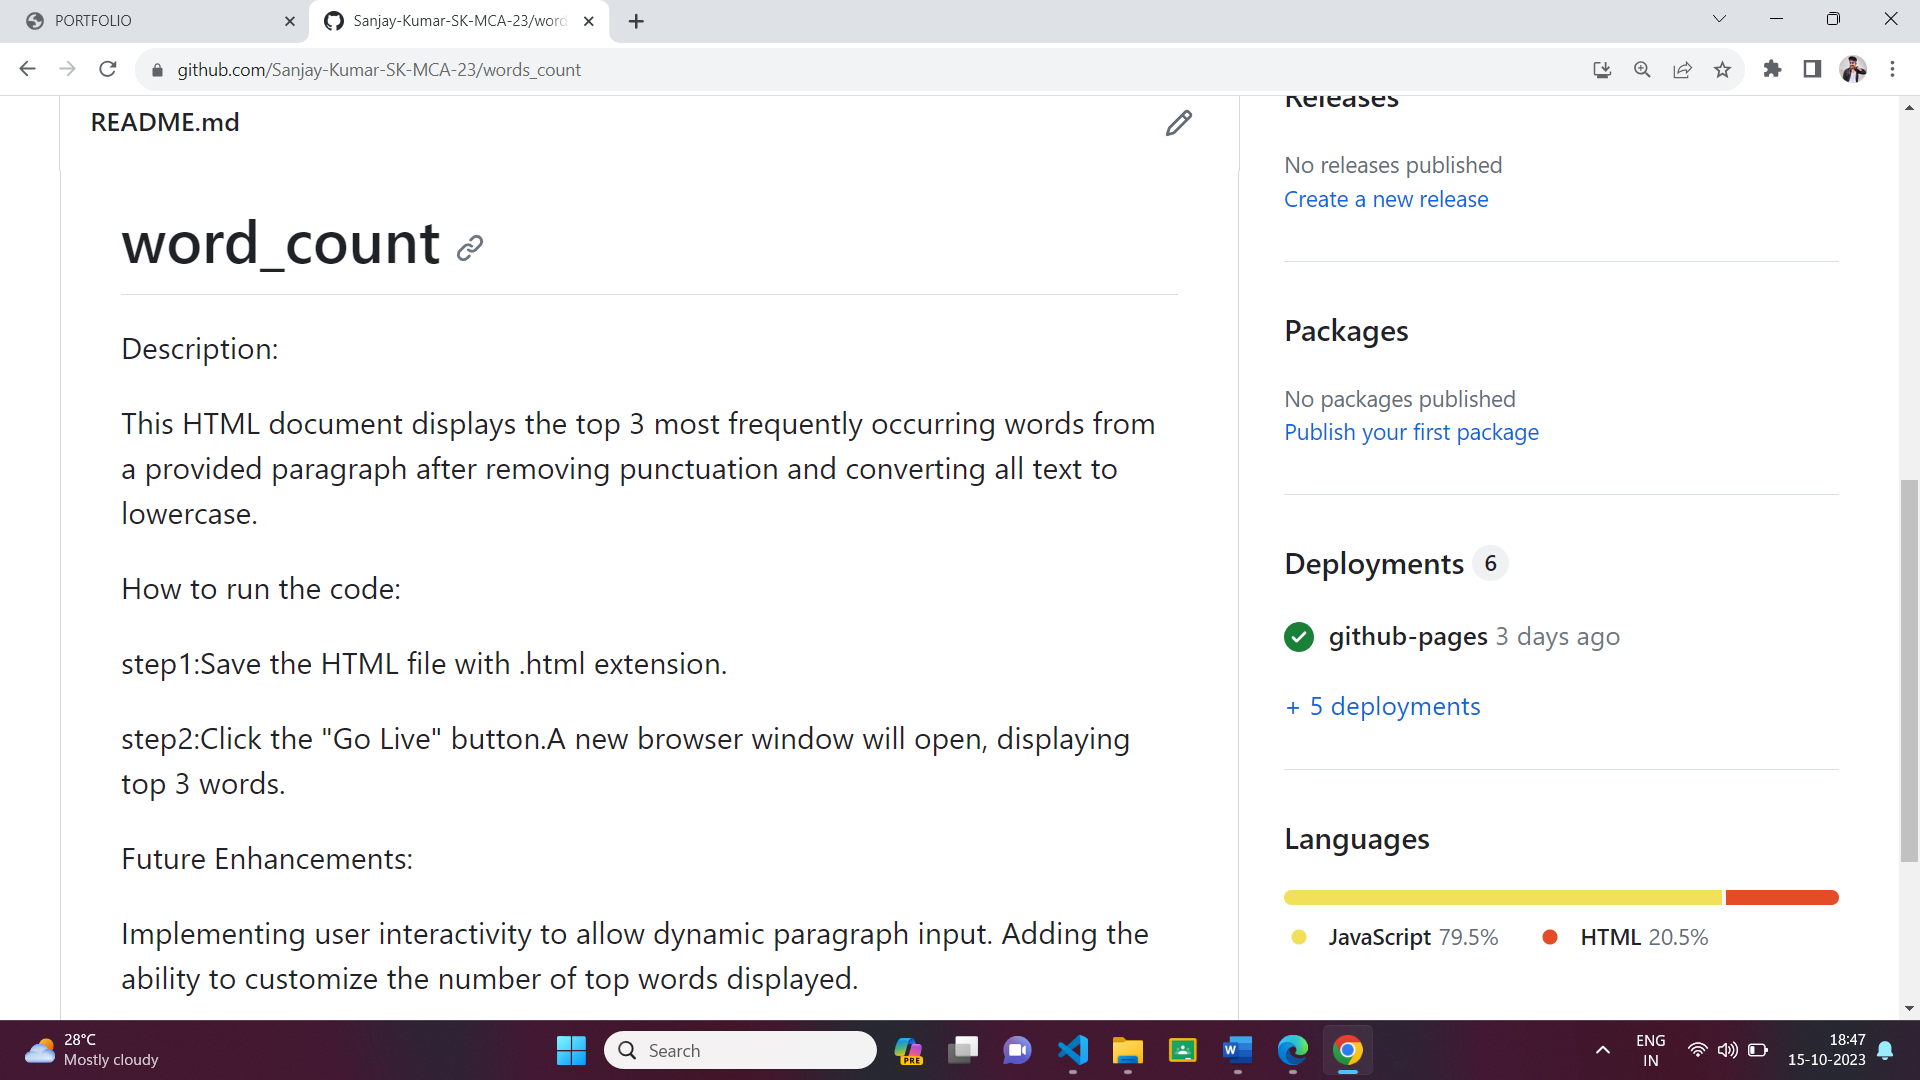 PORTFOLIO
Sanjay-Kumar-SK-MCA-23/word
github.com/Sanjay-Kumar-SK-MCA-23/words_count
README.md
word_count
Description:
This HTML document displays the top 3 most frequently occurring words from
a provided paragraph after removing punctuation and converting all text to
lowercase.
How to run the code:
step1:Save the HTML file with .html extension.
step2:Click the "Go Live" button.A new browser window will open, displaying
top 3 words.
Future Enhancements:
Implementing user interactivity to allow dynamic paragraph input. Adding the
ability to customize the number of top words displayed.
Releases
No releases published
Create a new release
Packages
No packages published
Publish your first package
Deployments 6
github-pages 3 days ago
+ 5 deployments
Languages
JavaScript 79.5% HTML 20.5%
28°C
Mostly cloudy
Search
PRE
W
ENG
IN
18:47
15-10-2023